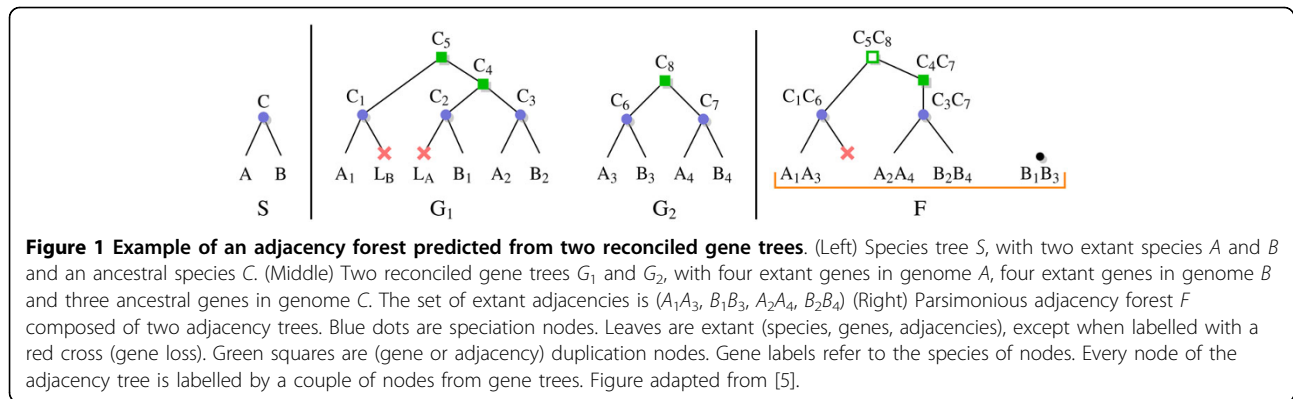 C₅ C₅C₈
C₄ C₈ C₄C₇
C C₁ C₂ C₃ C₆ C₇ C₁C₆ C₃C₇
A B A₁ L_B L_A B₁ A₂ B₂ A₃ B₃ A₄ B₄ A₁A₃ A₂A₄ B₂B₄ B₁B₃
S G₁ G₂ F
Figure 1 Example of an adjacency forest predicted from two reconciled gene trees. (Left) Species tree S, with two extant species A and B
and an ancestral species C. (Middle) Two reconciled gene trees G₁ and G₂, with four extant genes in genome A, four extant genes in genome B
and three ancestral genes in genome C. The set of extant adjacencies is (A₁A₃, B₁B₃, A₂A₄, B₂B₄) (Right) Parsimonious adjacency forest F
composed of two adjacency trees. Blue dots are speciation nodes. Leaves are extant (species, genes, adjacencies), except when labelled with a
red cross (gene loss). Green squares are (gene or adjacency) duplication nodes. Gene labels refer to the species of nodes. Every node of the
adjacency tree is labelled by a couple of nodes from gene trees. Figure adapted from [5].